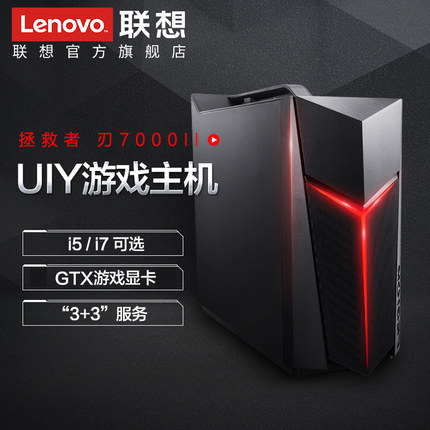 Lenovo 联想
联想官方旗舰店
拯救者 刃7000II
UIY游戏主机
i5 / i7 可选
GTX游戏显卡
“3+3”服务